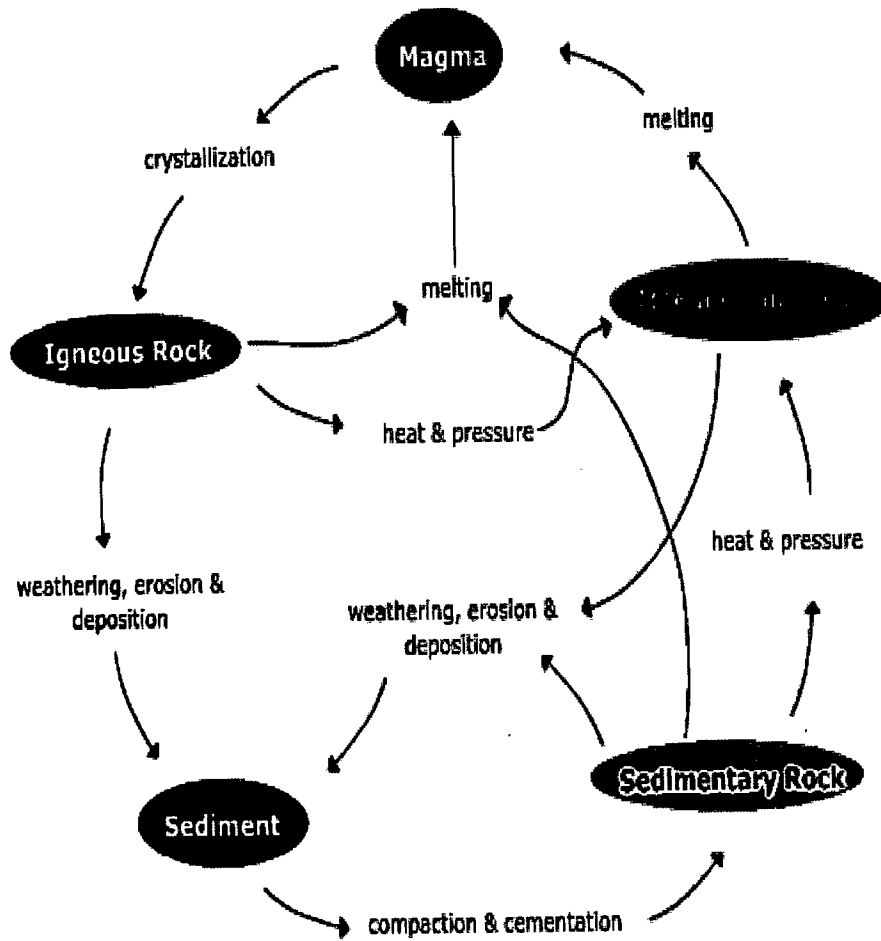 Magma
melting
crystallization
melting
Igneous Rock
heat & pressure
heat & pressure
weathering, erosion &
deposition
weathering, erosion &
deposition
Sedimentary Rock
Sediment
compaction & cementation